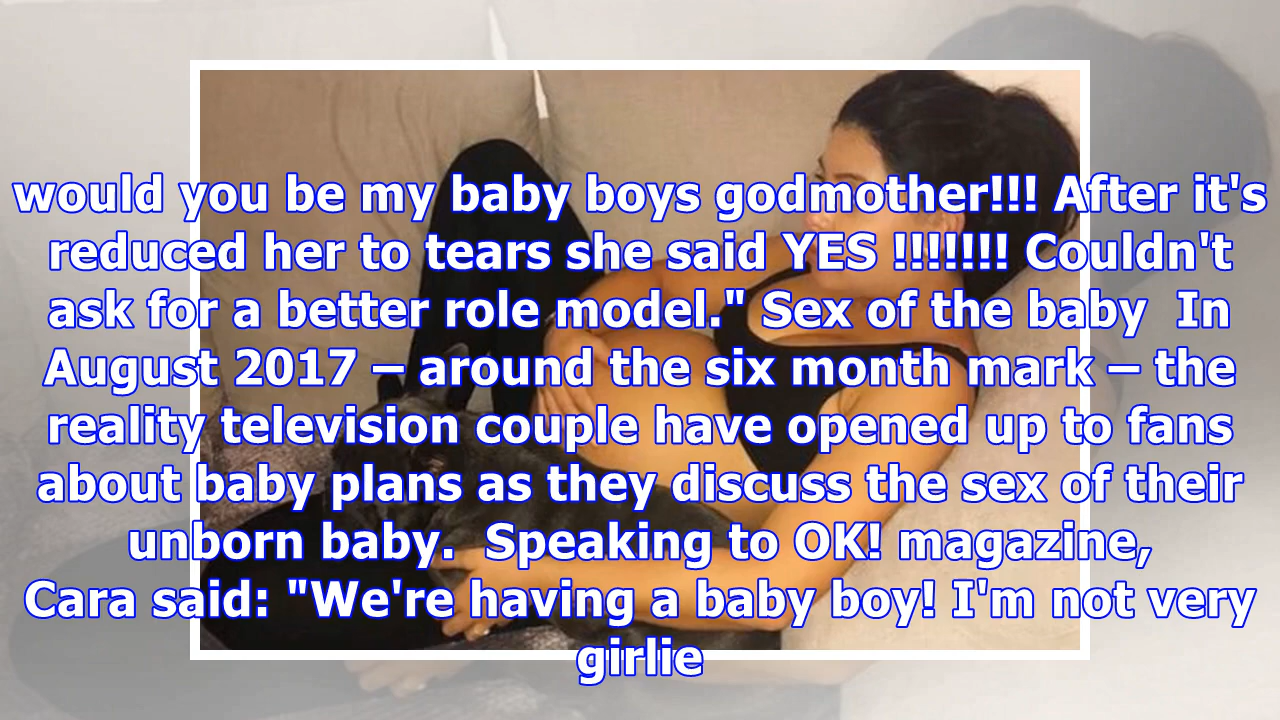 would you be my baby boys godmother!!! After it's
reduced her to tears she said YES !!!!!!! Couldn't
ask for a better role model." Sex of the baby  In
August 2017 – around the six month mark – the
reality television couple have opened up to fans
about baby plans as they discuss the sex of their
unborn baby.  Speaking to OK! magazine,
Cara said: "We're having a baby boy! I'm not very
girlie